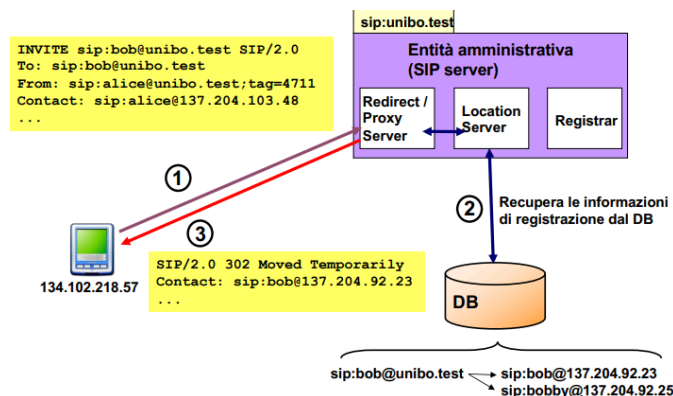 sip:unibo.test
INVITE sip:bob@unibo.test SIP/2.0
To: sip:bob@unibo.test
From: sip:alice@unibo.test;tag=4711
Contact: sip:alice@137.204.103.48
...
Entità amministrativa
(SIP server)
Redirect /
Proxy
Server
Location
Server
Registrar
1
2
Recupera le informazioni
di registrazione dal DB
3
134.102.218.57
SIP/2.0 302 Moved Temporarily
Contact: sip:bob@137.204.92.23
...
DB
sip:bob@unibo.test
sip:bob@137.204.92.23
sip:bobby@137.204.92.25